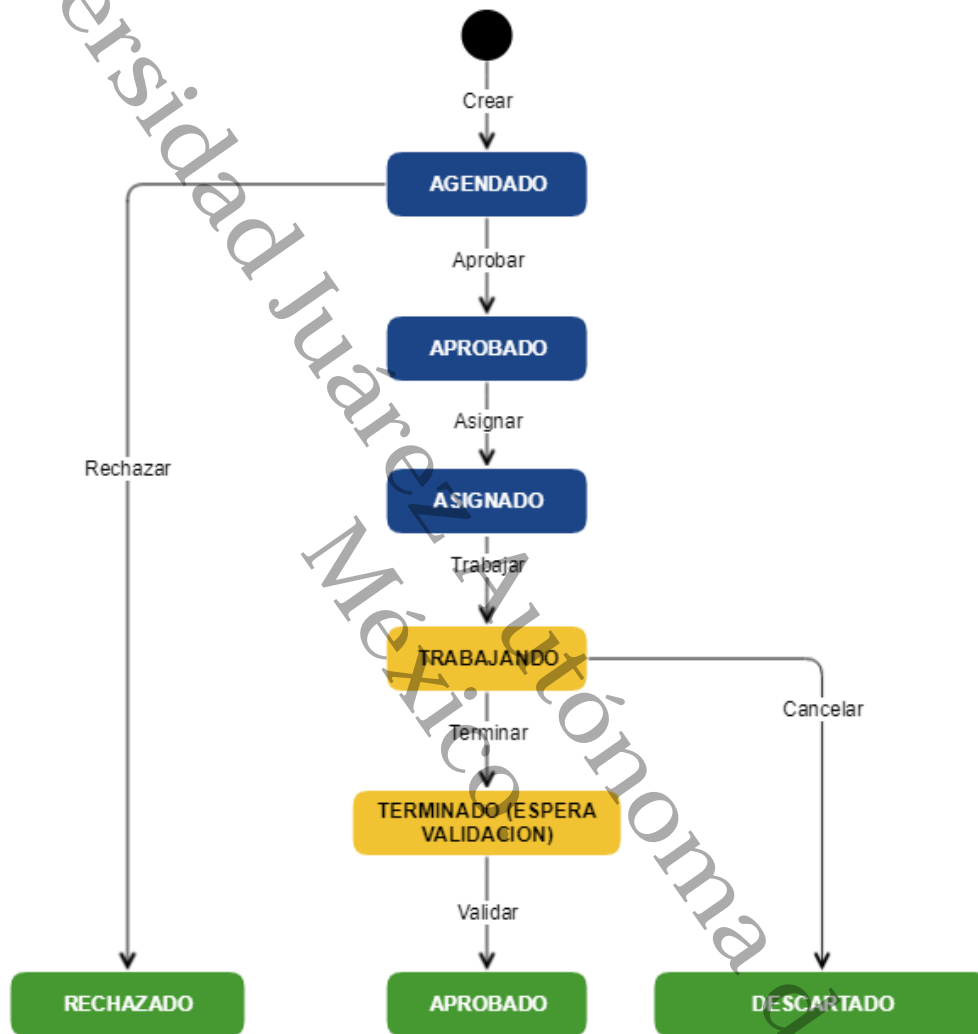 Crear
AGENDADO
Aprobar
APROBADO
Asignar
Rechazar
ASIGNADO
Trabajar
TRABAJANDO
Cancelar
Terminar
TERMINADO (ESPERA
VALIDACION)
Validar
RECHAZADO
APROBADO
DESCARTADO
ersidad Juárez Autónoma d
México